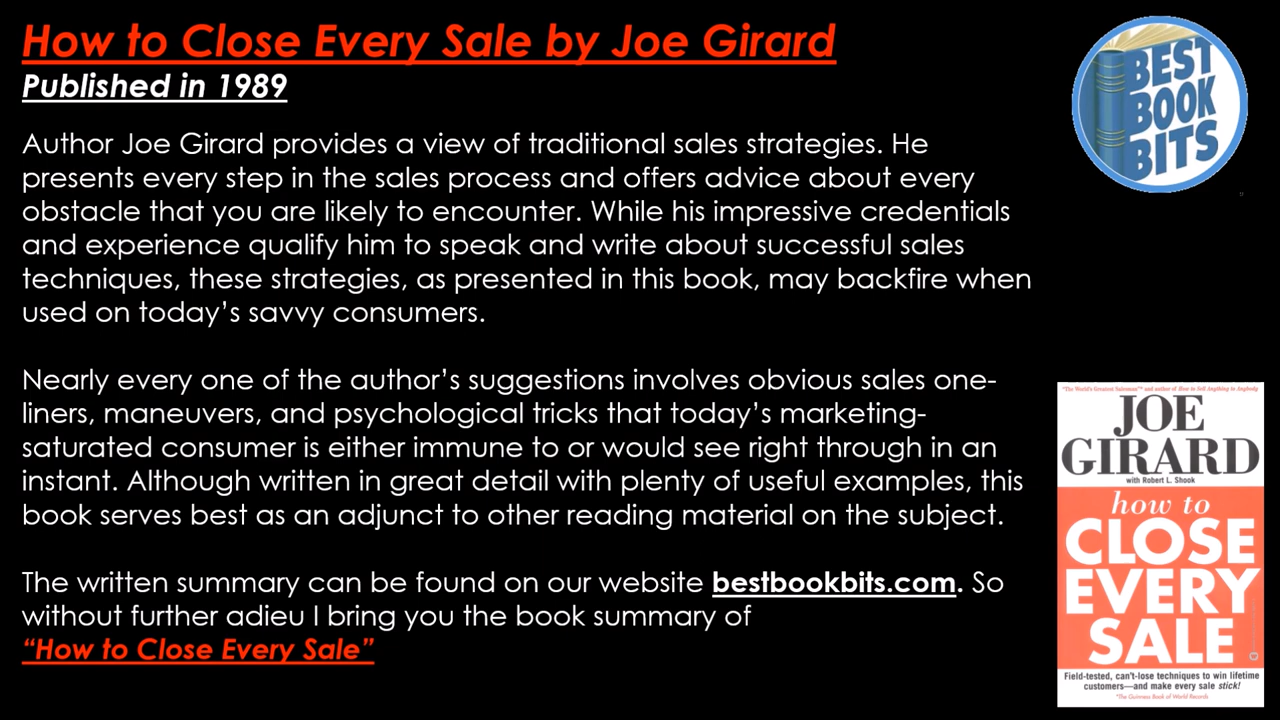 How to Close Every Sale by Joe Girard
Published in 1989
Author Joe Girard provides a view of traditional sales strategies. He
presents every step in the sales process and offers advice about every
obstacle that you are likely to encounter. While his impressive credentials
and experience qualify him to speak and write about successful sales
techniques, these strategies, as presented in this book, may backfire when
used on today’s savvy consumers.
Nearly every one of the author’s suggestions involves obvious sales one-
liners, maneuvers, and psychological tricks that today’s marketing-
saturated consumer is either immune to or would see right through in an
instant. Although written in great detail with plenty of useful examples, this
book serves best as an adjunct to other reading material on the subject.
The written summary can be found on our website bestbookbits.com. So
without further adieu I bring you the book summary of
“How to Close Every Sale”
BEST
BOOK
BITS
"The World's Greatest Salesman"* and author of How to Sell Anything to Anybody
JOE
GIRARD
with Robert L. Shook
how to
CLOSE
EVERY
SALE
Field-tested, can't-lose techniques to win lifetime
customers—and make every sale stick!
*The Guinness Book of World Records